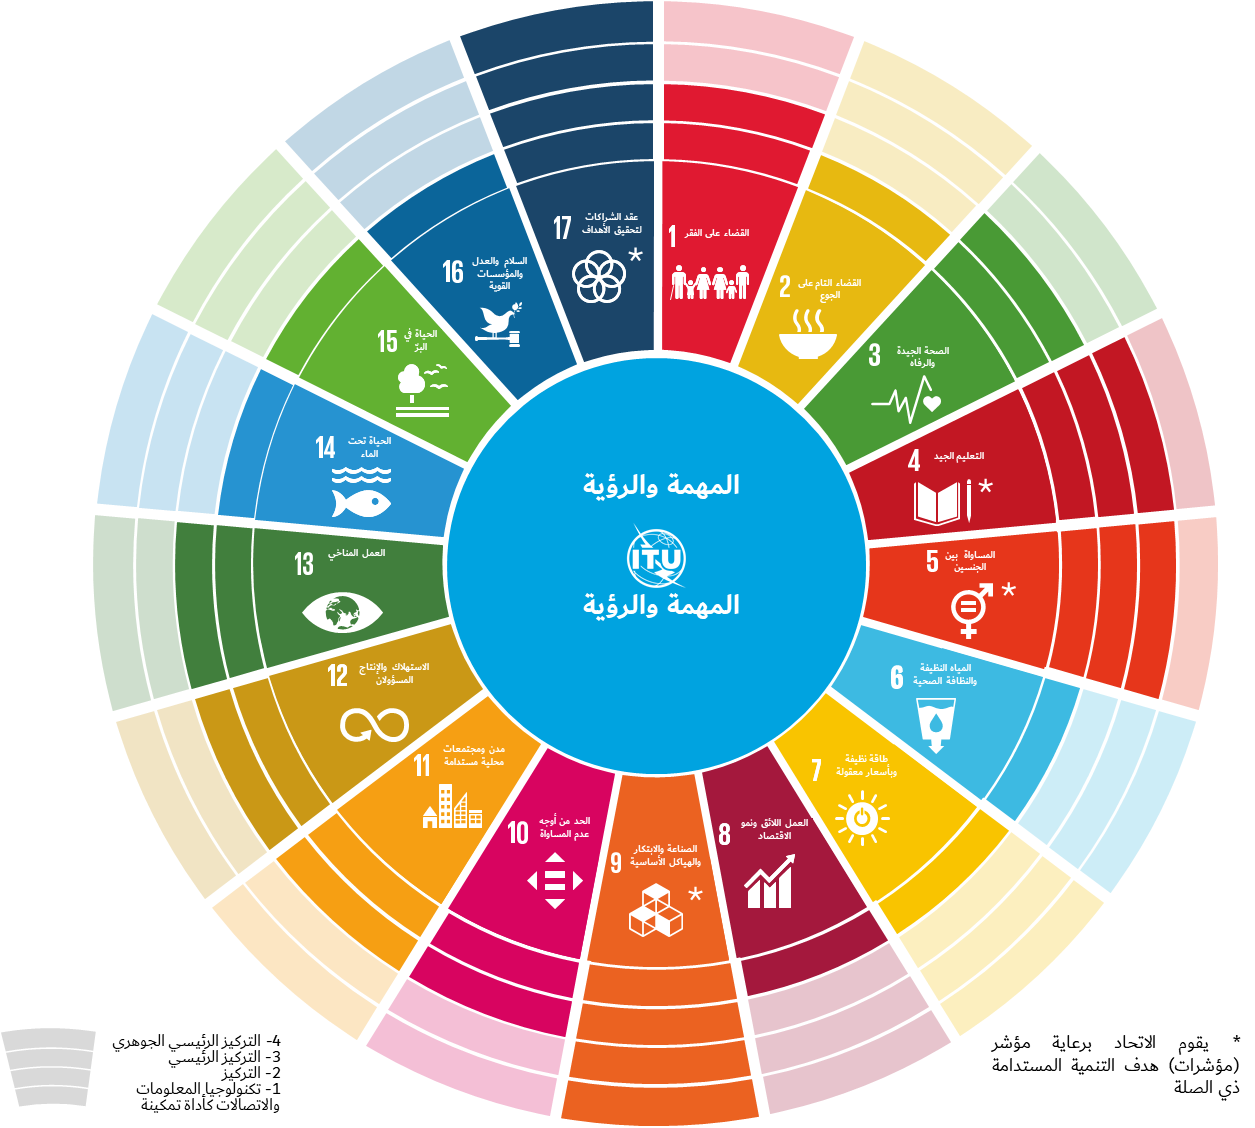 1
القضاء على الفقر
2
القضاء التام على
الجوع
3
الصحة الجيدة
والرفاه
4
التعليم الجيد
*
5
المساواة بين
الجنسين
*
6
المياه النظيفة
والنظافة الصحية
7
طاقة نظيفة
وبأسعار معقولة
8
العمل اللائق ونمو
الاقتصاد
9
الصناعة والابتكار
والهياكل الأساسية
*
10
الحد من أوجه
عدم المساواة
11
مدن ومجتمعات
محلية مستدامة
12
الاستهلاك والإنتاج
المسؤولان
13
العمل المناخي
14
الحياة تحت
الماء
15
الحياة في
البرّ
16
السلام والعدل
والمؤسسات
القوية
17
عقد الشراكات
لتحقيق الأهداف
*
المهمة والرؤية
ITU
المهمة والرؤية
* يقوم الاتحاد برعاية مؤشر
(مؤشرات) هدف التنمية المستدامة
ذي الصلة
4- التركيز الرئيسي الجوهري
3- التركيز الرئيسي
2- التركيز
1- تكنولوجيا المعلومات
والاتصالات كأداة تمكينة